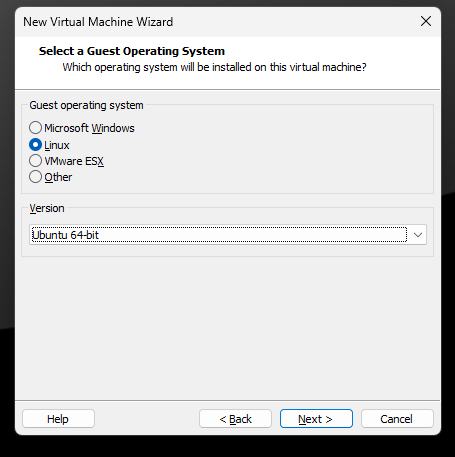 New Virtual Machine Wizard
Select a Guest Operating System
Which operating system will be installed on this virtual machine?
Guest operating system
Microsoft Windows
Linux
VMware ESX
Other
Version
Ubuntu 64-bit
Help
< Back
Next >
Cancel